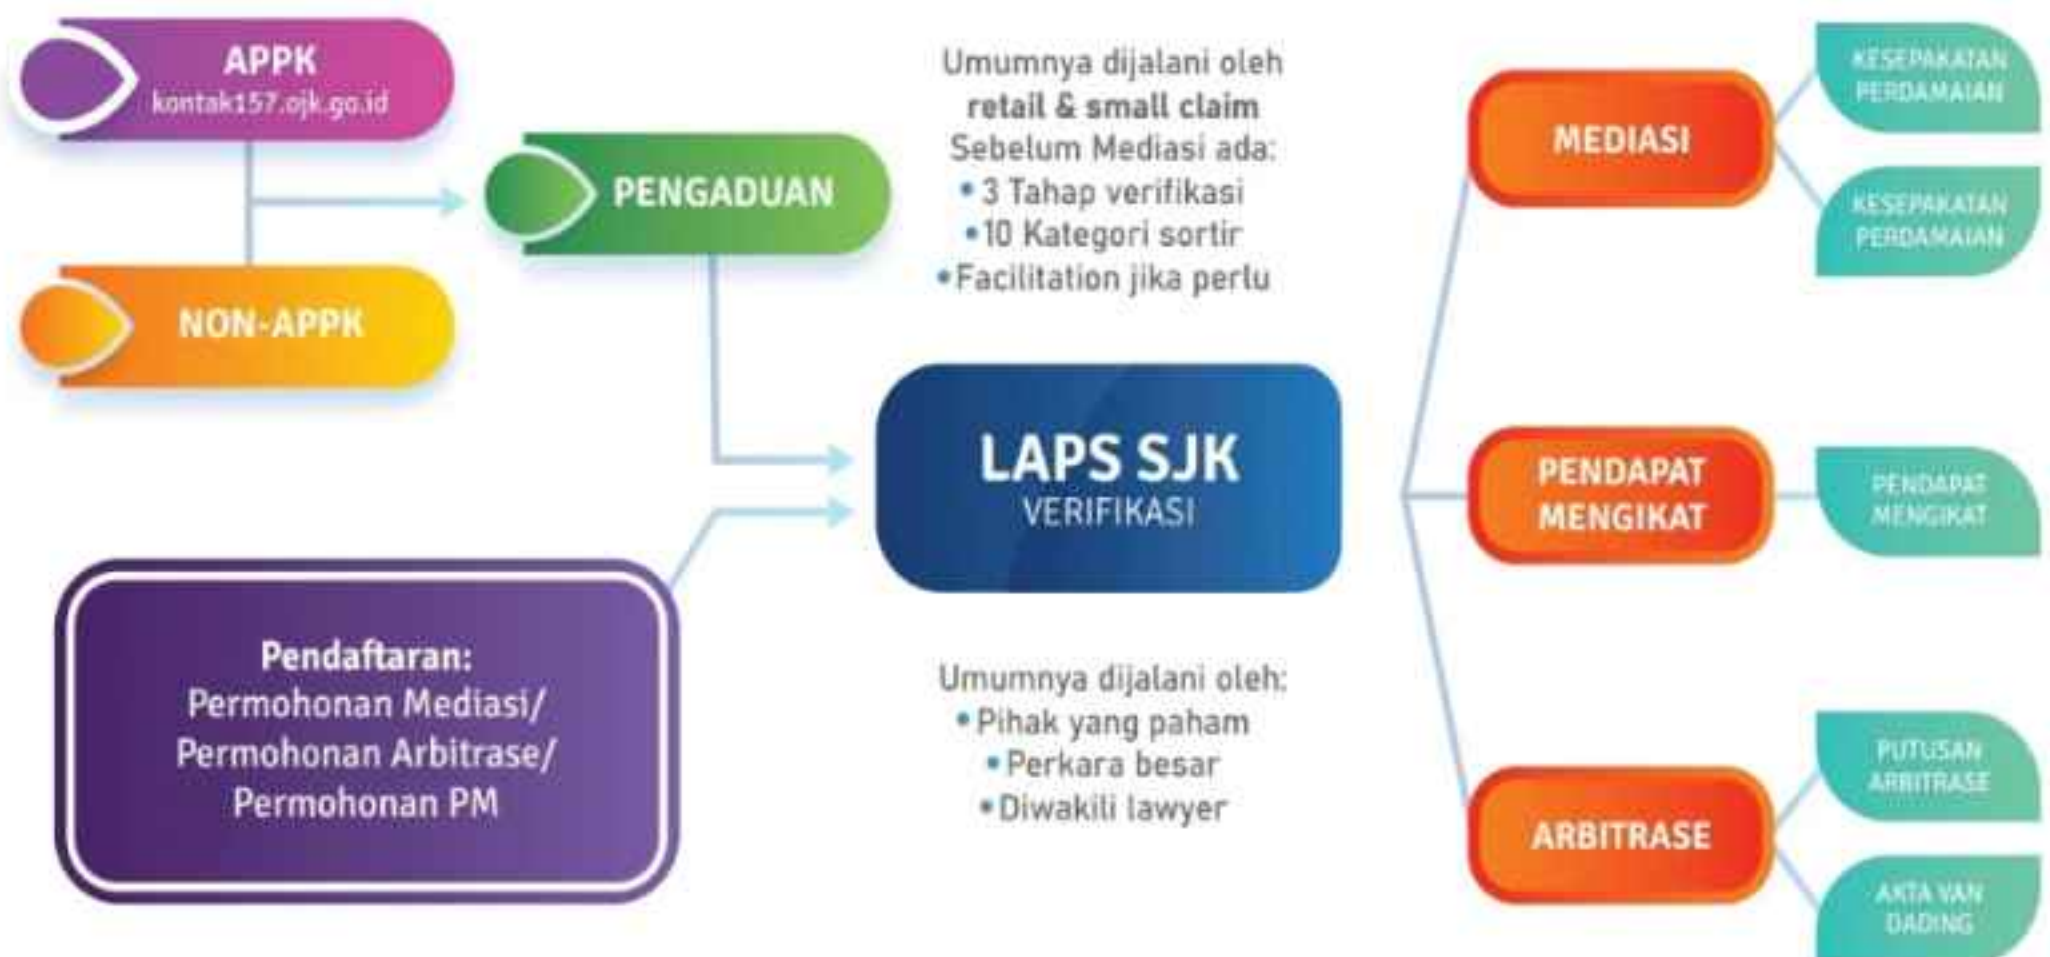 APPK
kontak157.ojk.go.id
NON-APPK
PENGADUAN
Umumnya dijalani oleh
retail & small claim
Sebelum Mediasi ada:
• 3 Tahap verifikasi
• 10 Kategori sortir
• Facilitation jika perlu
LAPS SJK
VERIFIKASI
Pendaftaran:
Permohonan Mediasi/
Permohonan Arbitrase/
Permohonan PM
Umumnya dijalani oleh:
• Pihak yang paham
• Perkara besar
• Diwakili lawyer
MEDIASI
KESEPAKATAN
PERDAMAIAN
KESEPAKATAN
PERDAMAIAN
PENDAPAT
MENGIKAT
PENDAPAT
MENGIKAT
ARBITRASE
PUTUSAN
ARBITRASE
AKTA VAN
DADING